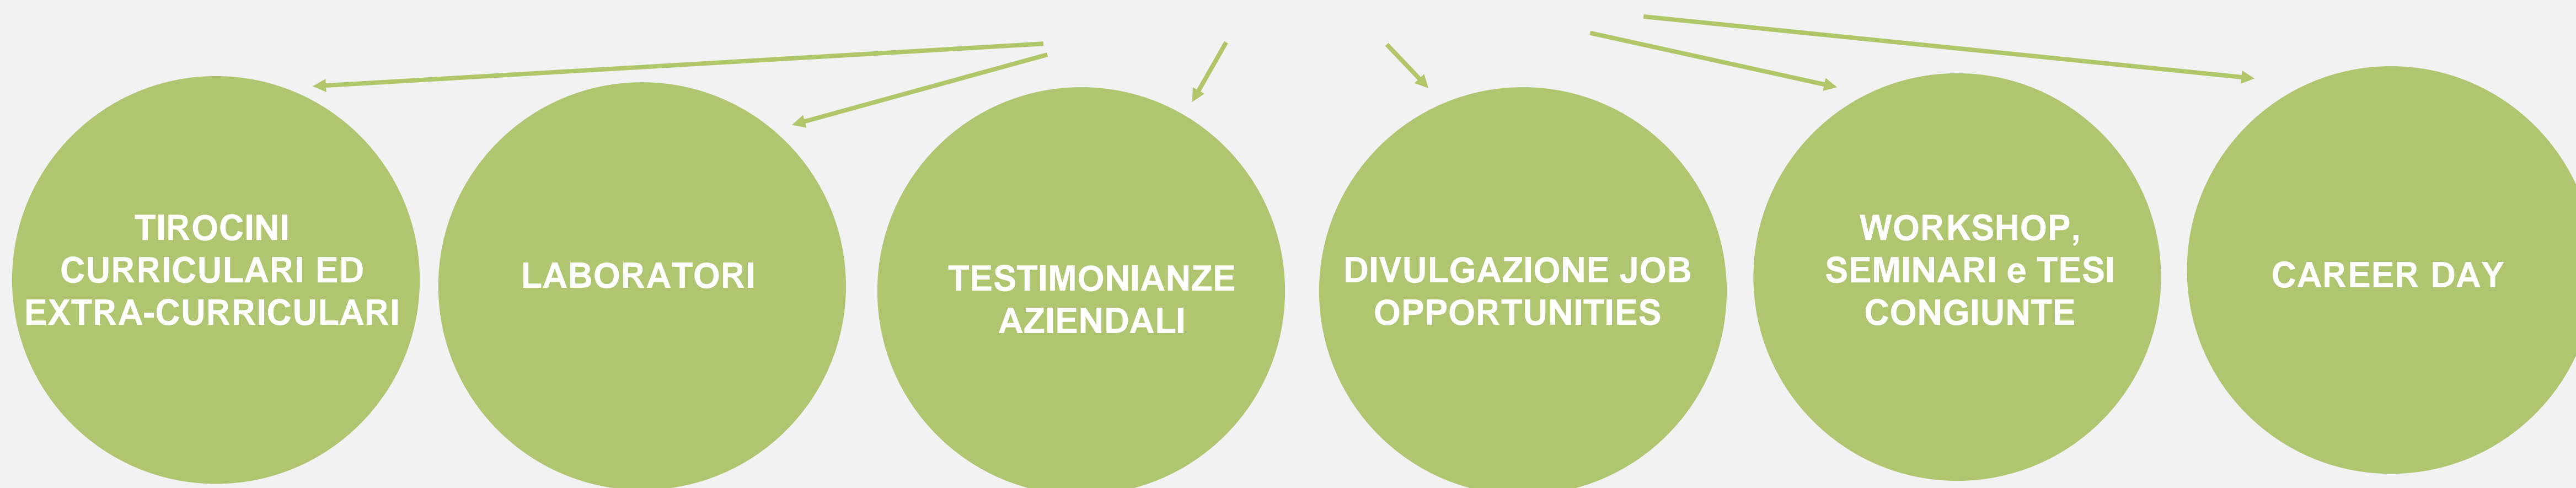 TIROCINI
CURRICULARI ED
EXTRA-CURRICULARI
LABORATORI
TESTIMONIANZE
AZIENDALI
DIVULGAZIONE JOB
OPPORTUNITIES
WORKSHOP,
SEMINARI e TESI
CONGIUNTE
CAREER DAY